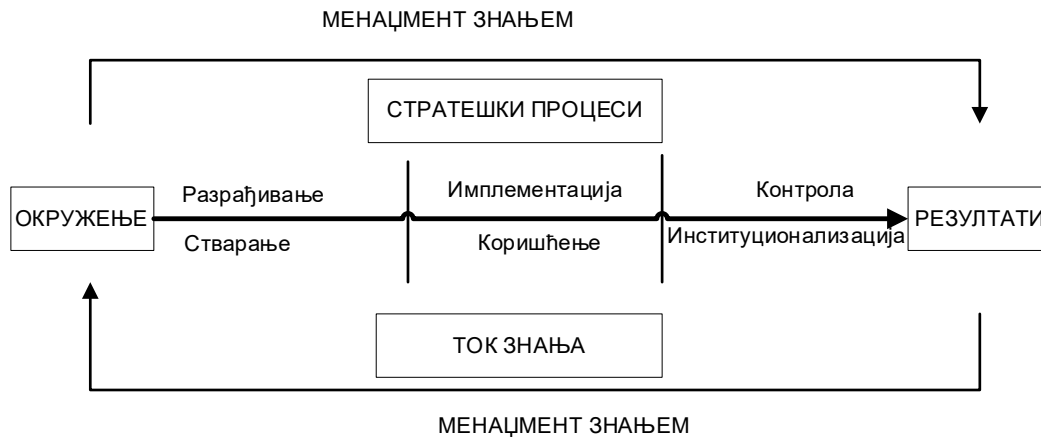 МЕНАЏМЕНТ ЗНАЊЕМ
СТРАТЕШКИ ПРОЦЕСИ
Разрађивање
Имплементација
Контрола
ОКРУЖЕЊЕ
РЕЗУЛТАТИ
Стварање
Коришћење
Институционализација
ТОК ЗНАЊА
МЕНАЏМЕНТ ЗНАЊЕМ